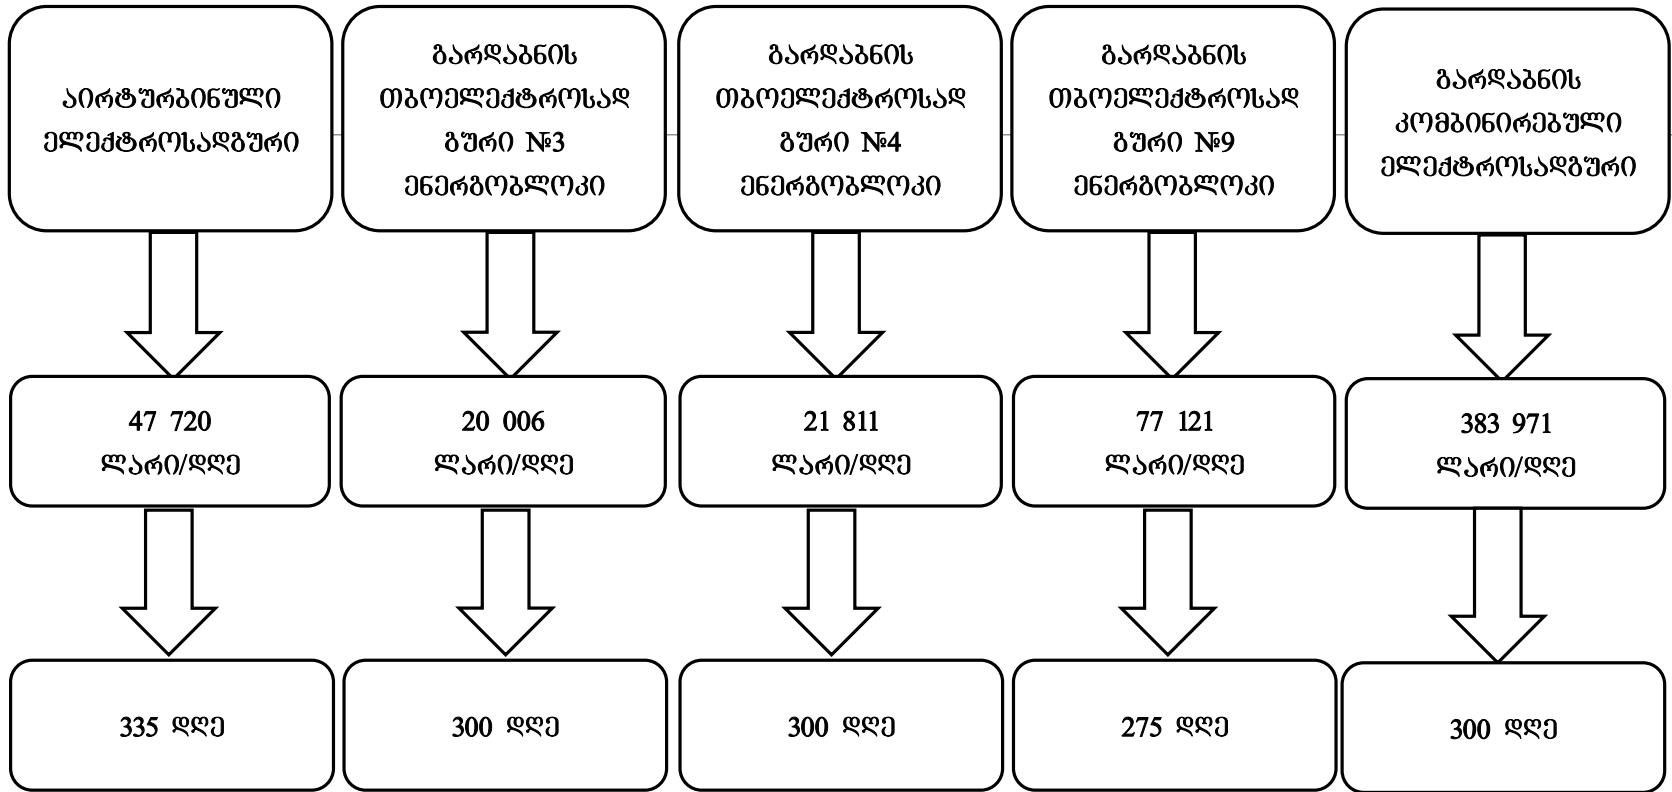 აირტურბინული
ელექტროსადგური
გარდაბნის
თბოელექტროსად
გური №3
ენერგობლოკი
გარდაბნის
თბოელექტროსად
გური №4
ენერგობლოკი
გარდაბნის
თბოელექტროსად
გური №9
ენერგობლოკი
გარდაბნის
კომბინირებული
ელექტროსადგური
47 720
ლარი/დღე
20 006
ლარი/დღე
21 811
ლარი/დღე
77 121
ლარი/დღე
383 971
ლარი/დღე
335 დღე
300 დღე
300 დღე
275 დღე
300 დღე